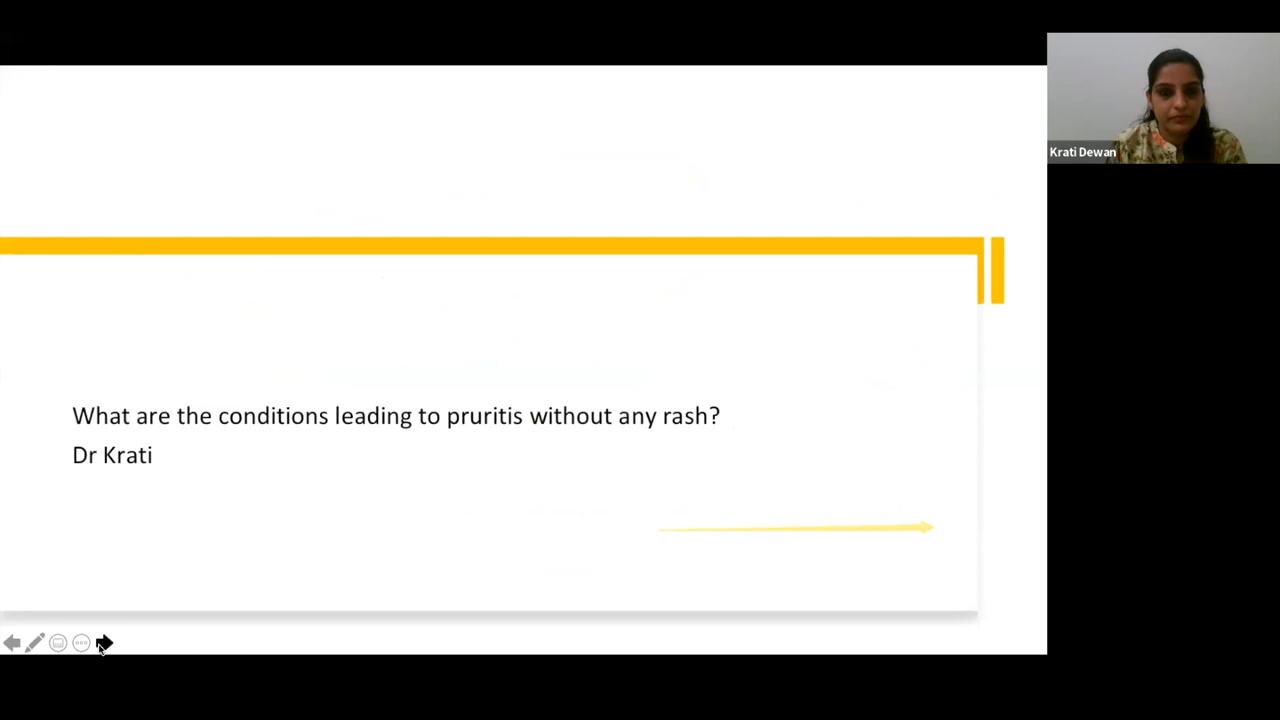 Krati Dewan
What are the conditions leading to pruritis without any rash?
Dr Krati